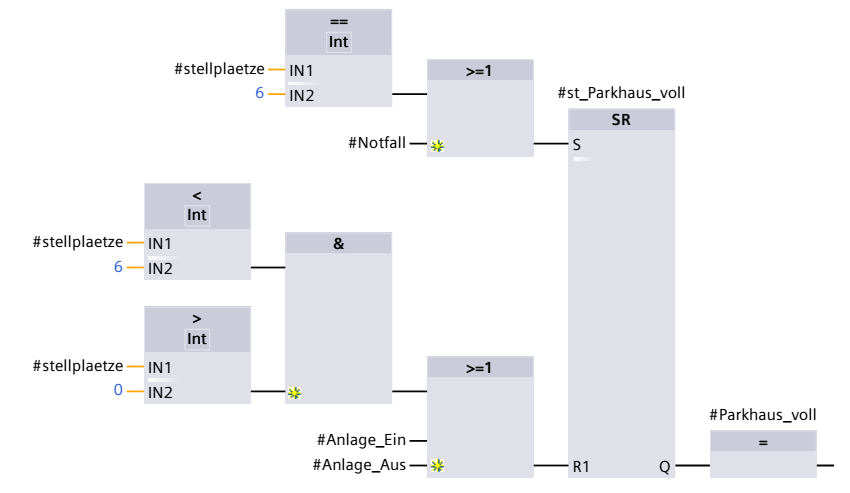 ==
Int
#stellplaetze IN1
6 IN2
>=1
#Notfall
#st_Parkhaus_voll
SR
S
<
Int
#stellplaetze IN1
6 IN2
&
>
Int
#stellplaetze IN1
0 IN2
>=1
#Anlage_Ein
#Anlage_Aus
R1 Q
#Parkhaus_voll
=